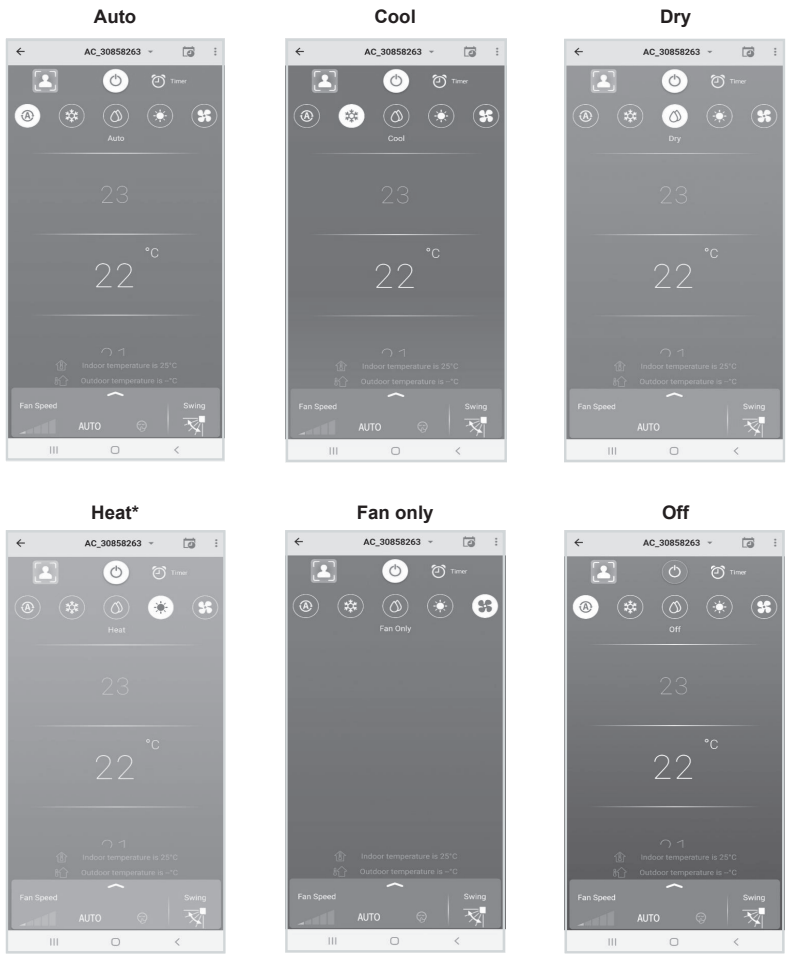 Auto
AC_30858263
Timer
Auto
23
22 °C
21
Indoor temperature is 25°C
Outdoor temperature is --°C
Fan Speed Swing
AUTO
Cool
AC_30858263
Timer
Cool
23
22 °C
21
Indoor temperature is 25°C
Outdoor temperature is --°C
Fan Speed Swing
AUTO
Dry
AC_30858263
Timer
Dry
23
22 °C
21
Indoor temperature is 25°C
Outdoor temperature is --°C
Fan Speed Swing
AUTO
Heat*
AC_30858263
Timer
Heat
23
22 °C
21
Indoor temperature is 25°C
Outdoor temperature is --°C
Fan Speed Swing
AUTO
Fan only
AC_30858263
Timer
Fan Only
Indoor temperature is 25°C
Outdoor temperature is --°C
Fan Speed Swing
AUTO
Off
AC_30858263
Timer
Off
23
22 °C
21
Indoor temperature is 25°C
Outdoor temperature is --°C
Fan Speed Swing
AUTO